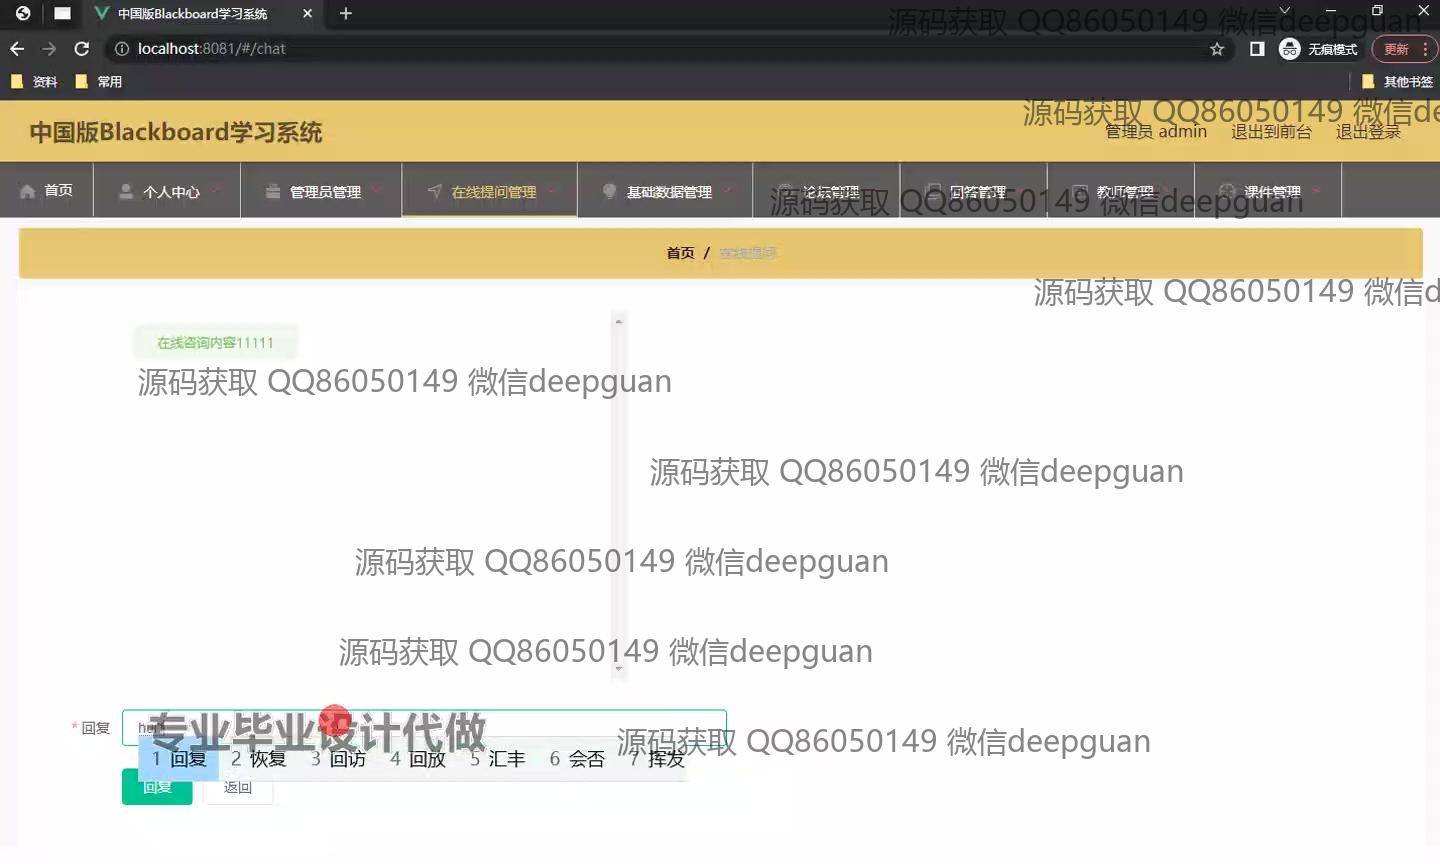 中国版Blackboard学习系统
源码获取 QQ86050149 微信deepguan
localhost:8081/#/chat
无痕模式
更新
资料
常用
其他书签
中国版Blackboard学习系统
源码获取 QQ86050149 微信de
管理员 admin 退出到前台 退出登录
首页 个人中心 管理员管理 在线提问管理 基础数据管理 论坛管理 回答管理 教师管理 课件管理
源码获取 QQ86050149 微信deepguan
首页 / 在线提问
源码获取 QQ86050149 微信d
在线咨询内容11111
源码获取 QQ86050149 微信deepguan
源码获取 QQ86050149 微信deepguan
源码获取 QQ86050149 微信deepguan
源码获取 QQ86050149 微信deepguan
* 回复
专业毕业设计代做
源码获取 QQ86050149 微信deepguan
1 回复 2 恢复 3 回访 4 回放 5 汇丰 6 会否 7 挥发
回复 返回